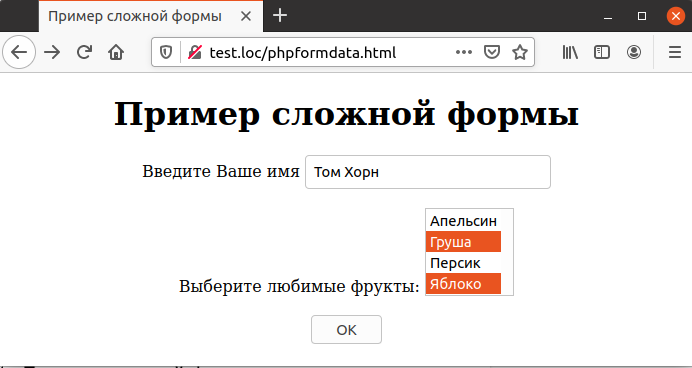 Пример сложной формы
test.loc/phpformdata.html
Пример сложной формы
Введите Ваше имя Том Хорн
Апельсин
Груша
Персик
Выберите любимые фрукты: Яблоко
OK